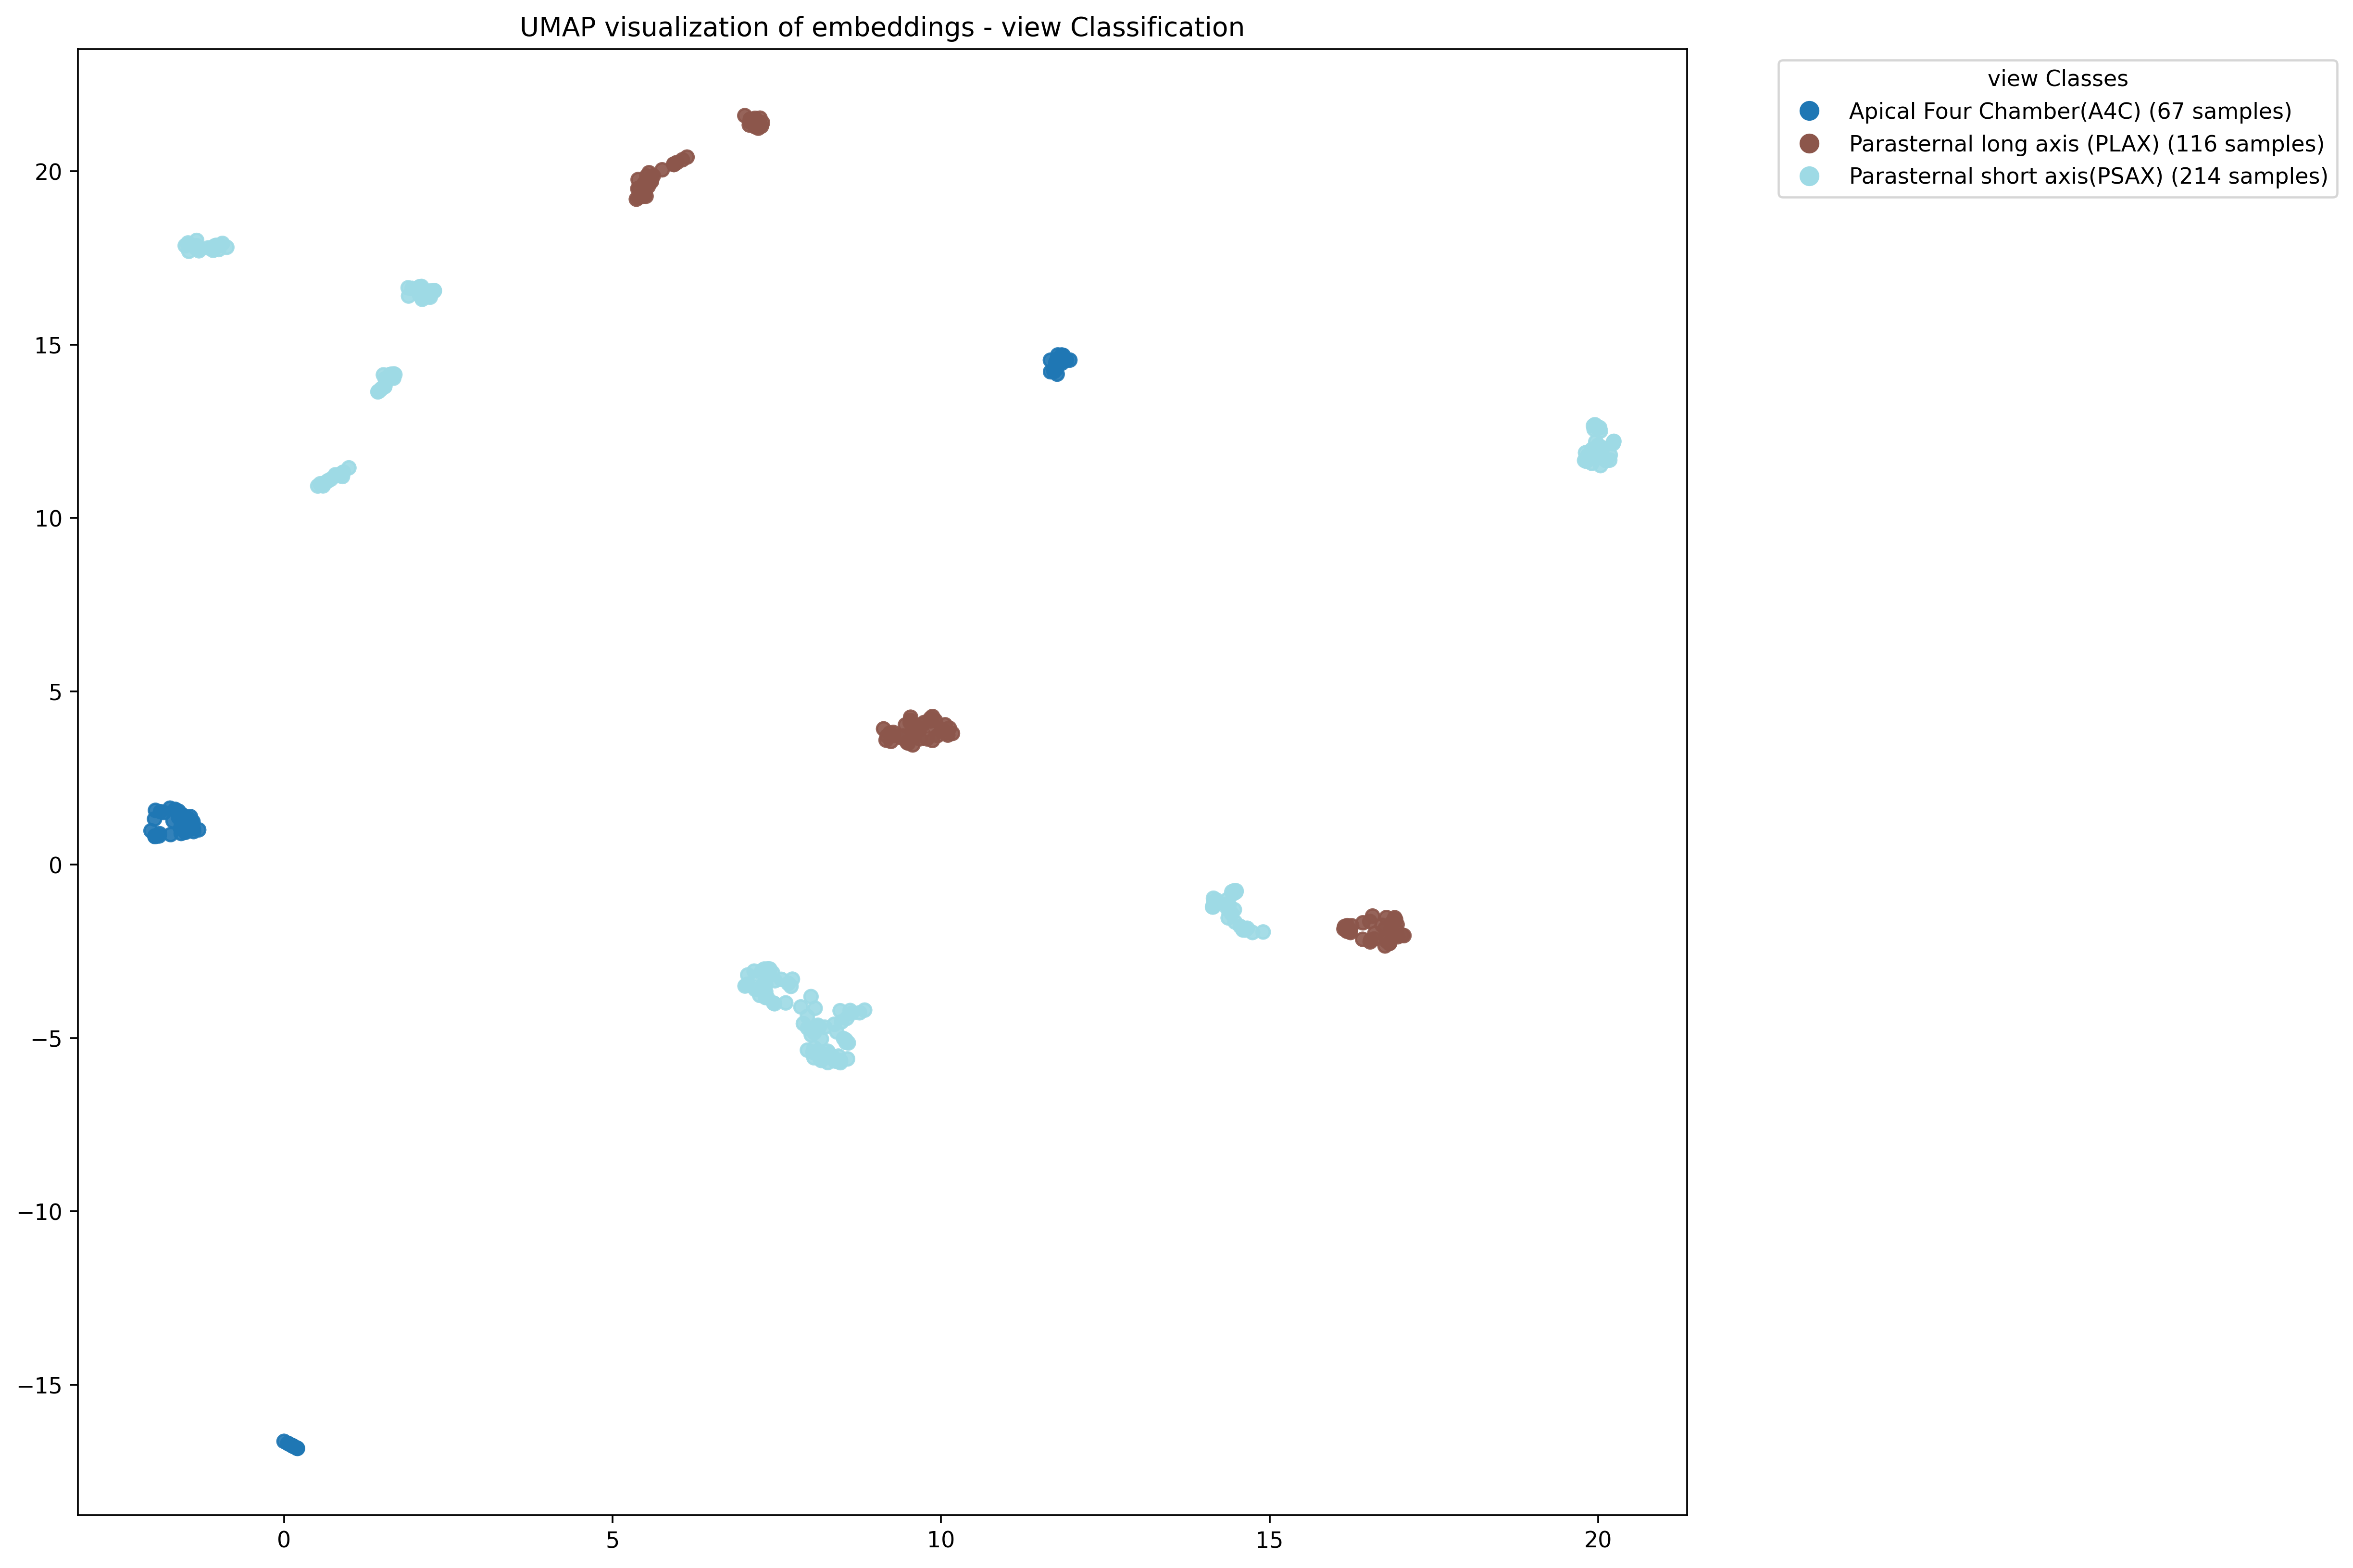 UMAP visualization of embeddings - view Classification
view Classes
Apical Four Chamber(A4C) (67 samples)
Parasternal long axis (PLAX) (116 samples)
Parasternal short axis(PSAX) (214 samples)
20
15
10
5
0
−5
−10
−15
0
5
10
15
20